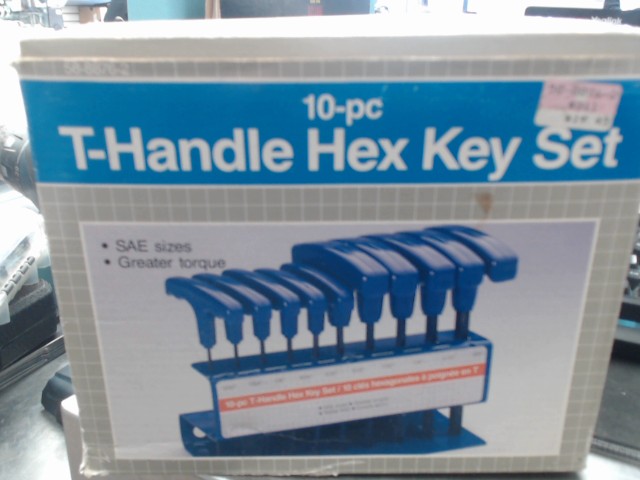 10-pc
T-Handle Hex Key Set
• SAE sizes
• Greater torque
10-pc T-Handle Hex Key Set / 10 clés hexagonales à poignée en T